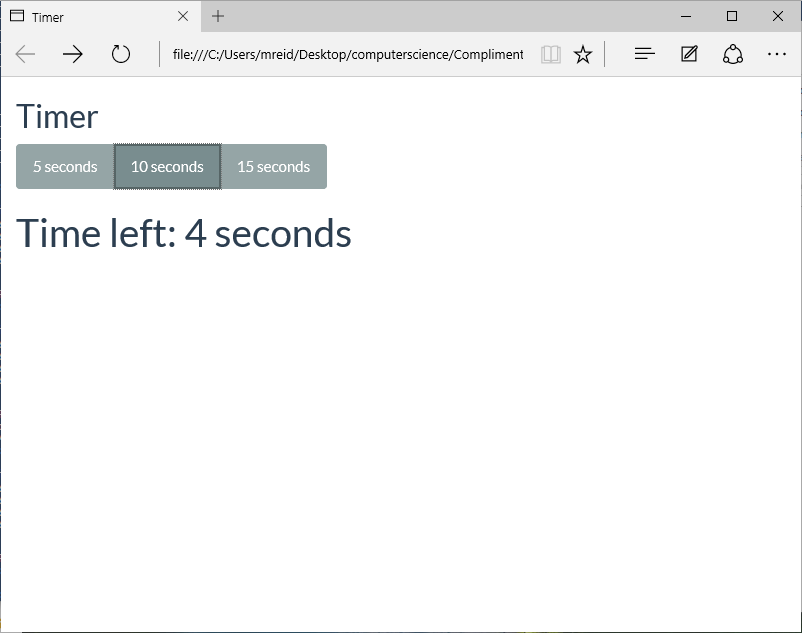 Timer
file:///C:/Users/mreid/Desktop/computerscience/Compliment
Timer
5 seconds 10 seconds 15 seconds
Time left: 4 seconds